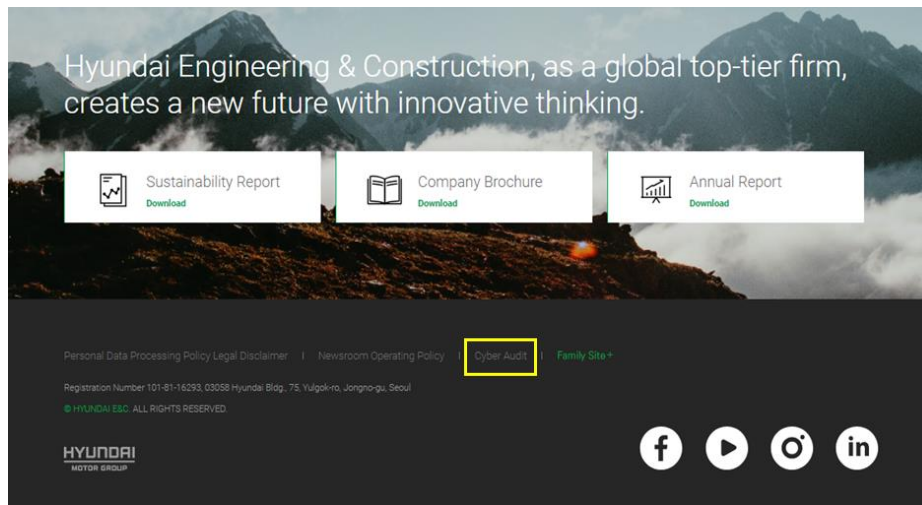 Hyundai Engineering & Construction, as a global top-tier firm,
creates a new future with innovative thinking.
Sustainability Report
Download
Company Brochure
Download
Annual Report
Download
Personal Data Processing Policy Legal Disclaimer | Newsroom Operating Policy | Cyber Audit | Family Site +
Registration Number 101-81-16293, 03058 Hyundai Bldg., 75, Yulgok-ro, Jongno-gu, Seoul
© HYUNDAI E&C. ALL RIGHTS RESERVED.
HYUNDAI
MOTOR GROUP
f
in